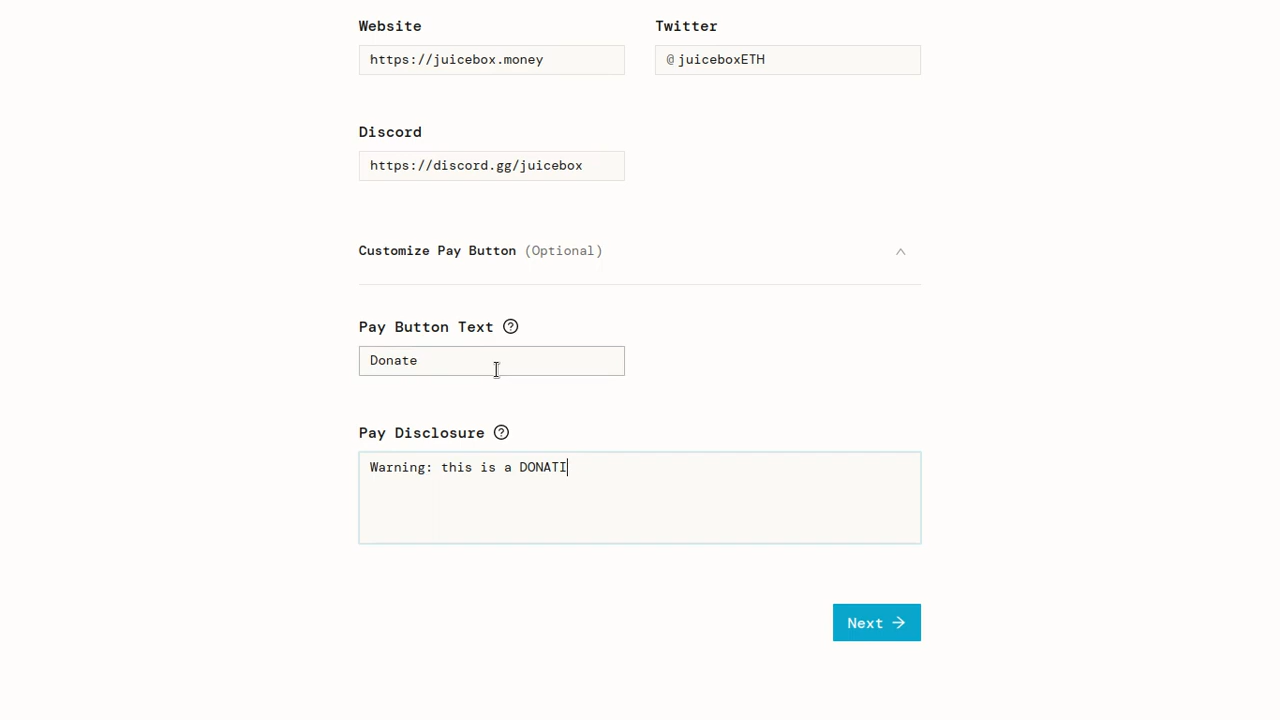 Website
Twitter
https://juicebox.money
@ juiceboxETH
Discord
https://discord.gg/juicebox
Customize Pay Button (Optional)
Pay Button Text
Donate
Pay Disclosure
Warning: this is a DONATI
Next →